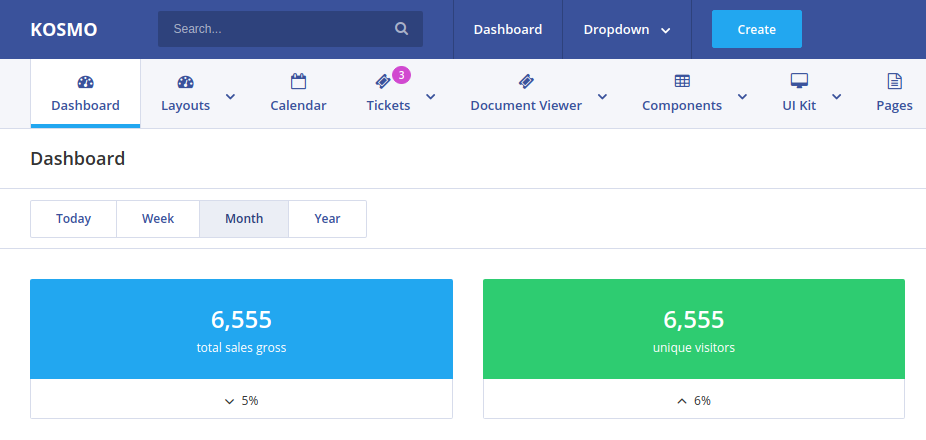 KOSMO Search... Dashboard Dropdown Create
3
Dashboard Layouts Calendar Tickets Document Viewer Components UI Kit Pages
Dashboard
Today Week Month Year
6,555 6,555
total sales gross unique visitors
5% 6%